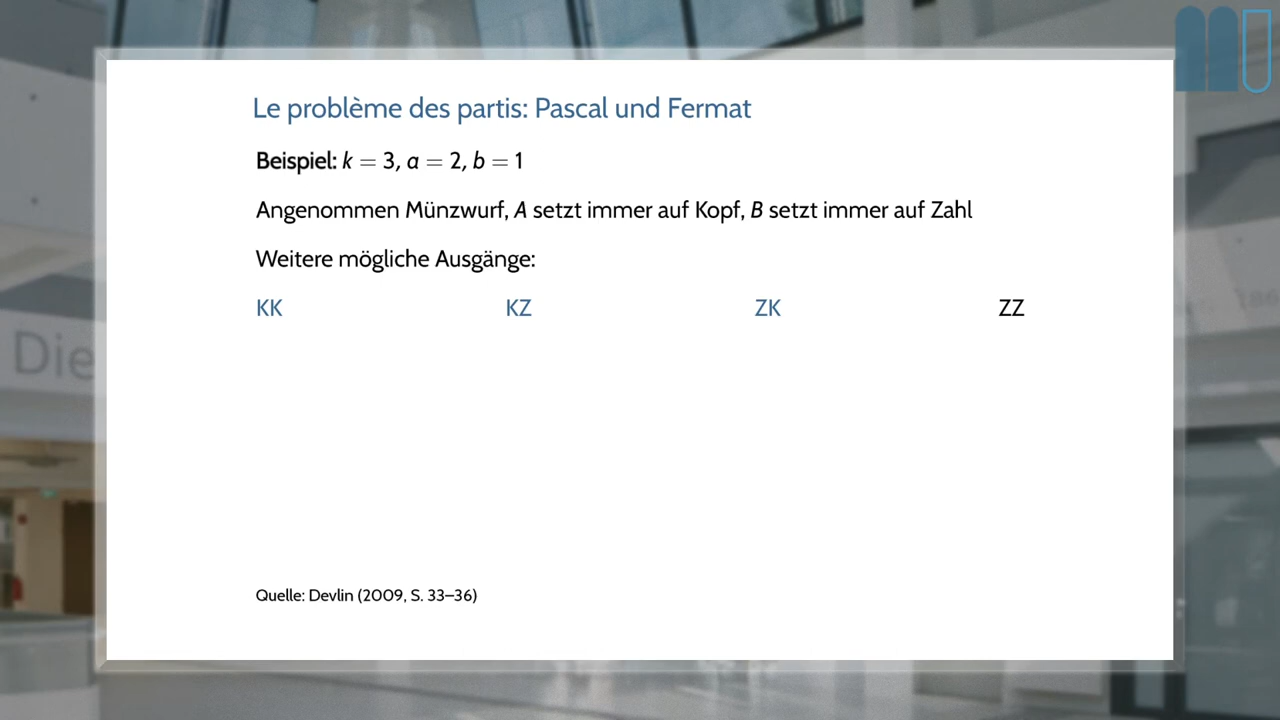 Le problème des partis: Pascal und Fermat
Beispiel: k = 3, a = 2, b = 1
Angenommen Münzwurf, A setzt immer auf Kopf, B setzt immer auf Zahl
Weitere mögliche Ausgänge:
KK KZ ZK ZZ
Die
Quelle: Devlin (2009, S. 33–36)